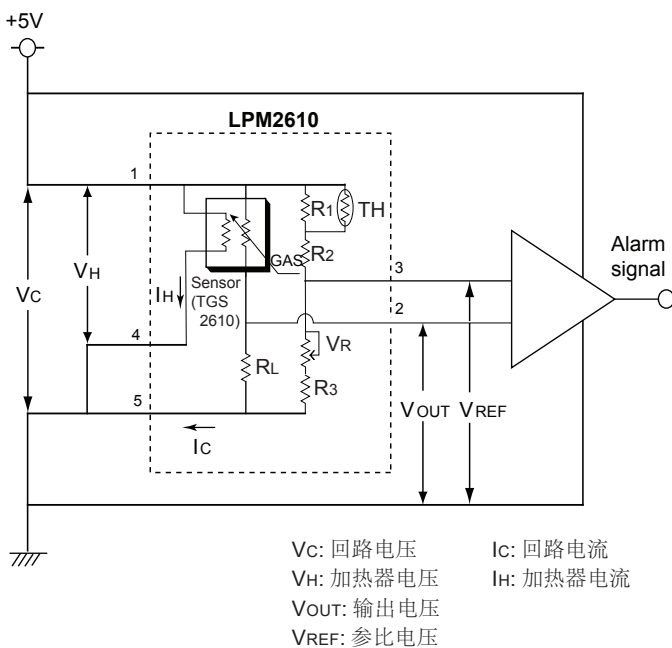 +5V
LPM2610
1
R1
TH
R2
GAS
3
Alarm
signal
Sensor
(TGS
2610)
IH
VH
VC
2
4
VR
RL
R3
VOUT
VREF
5
IC
VC: 回路电压
IC: 回路电流
VH: 加热器电压
IH: 加热器电流
VOUT: 输出电压
VREF: 参比电压